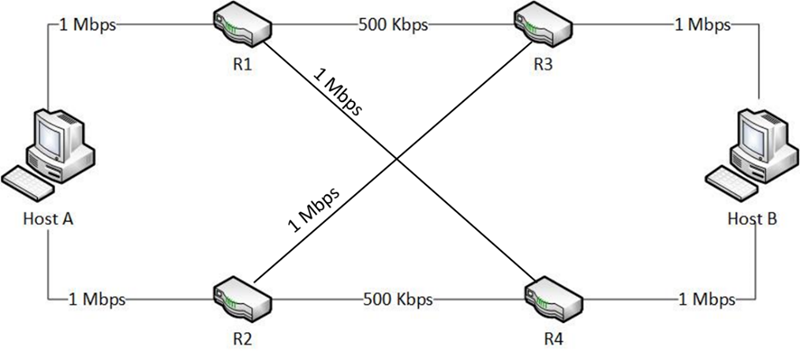 1 Mbps
500 Kbps
1 Mbps
R1
R3
1 Mbps
Host A
Host B
1 Mbps
1 Mbps
500 Kbps
1 Mbps
R2
R4